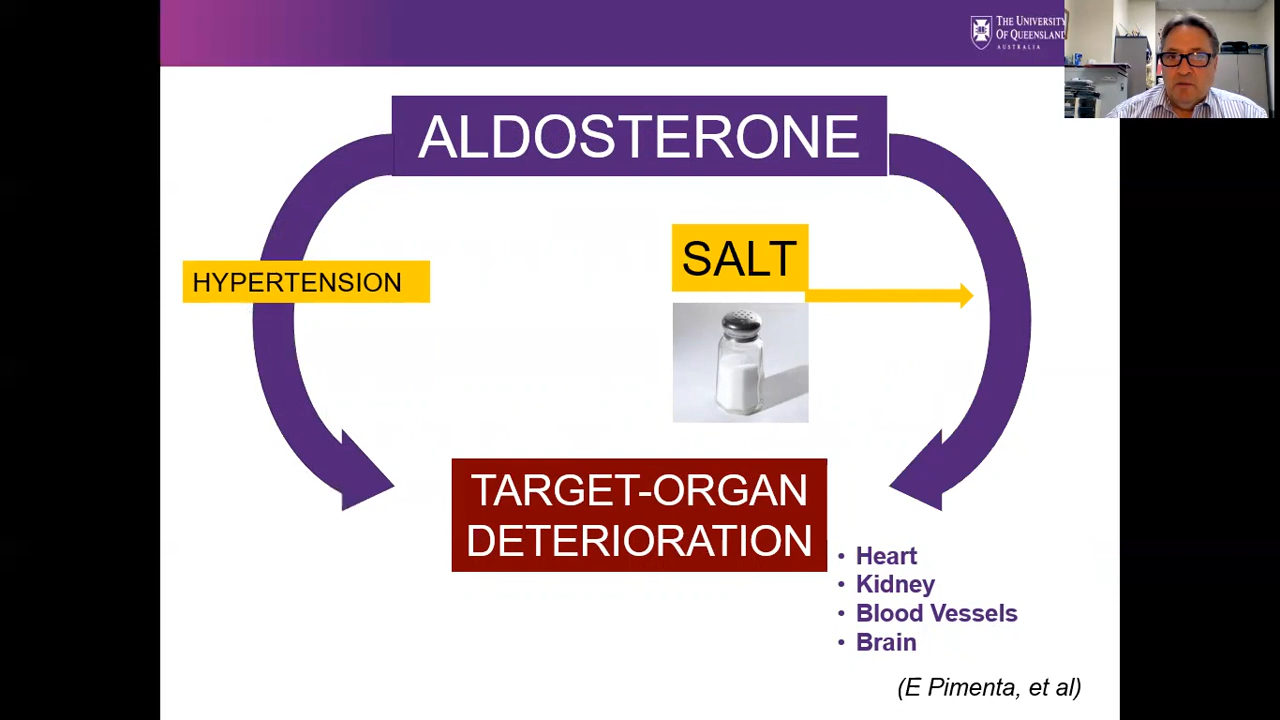 THE UNIVERSITY
OF QUEENSLAND
AUSTRALIA
ALDOSTERONE
SALT
HYPERTENSION
TARGET-ORGAN
DETERIORATION
• Heart
• Kidney
• Blood Vessels
• Brain
(E Pimenta, et al)